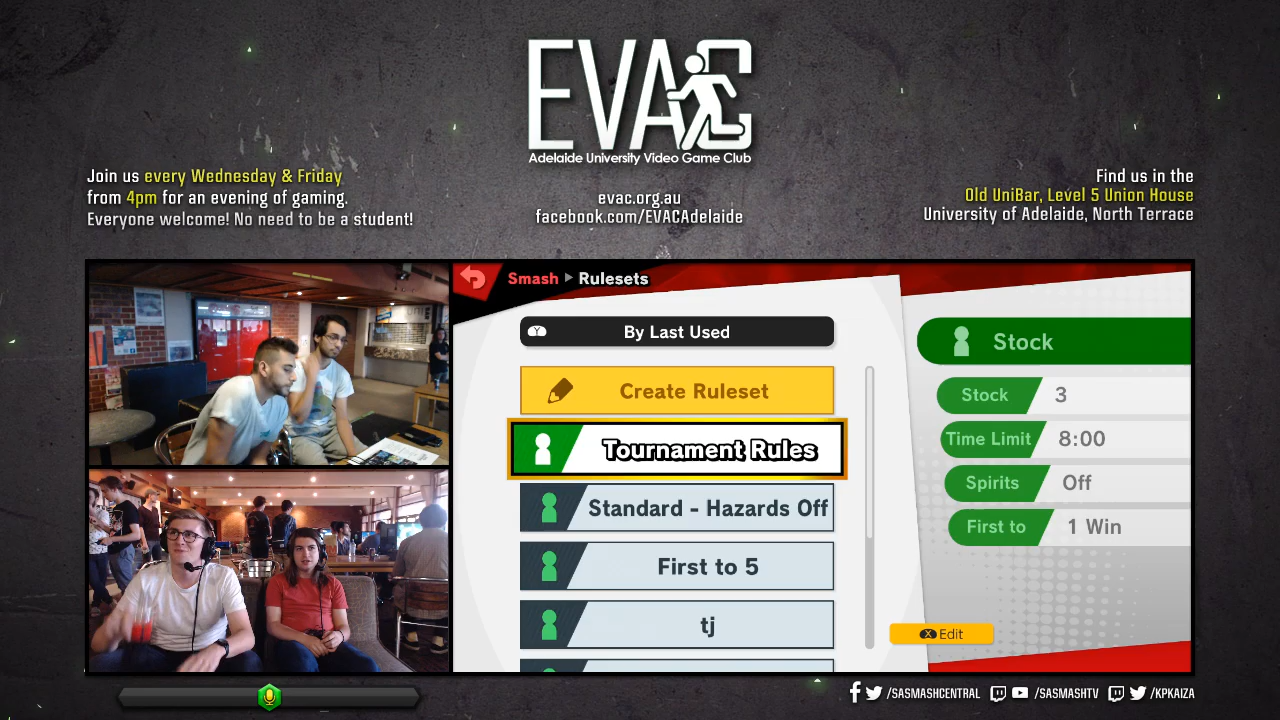 EVAC
Adelaide University Video Game Club
Join us every Wednesday & Friday
from 4pm for an evening of gaming.
Everyone welcome! No need to be a student!
evac.org.au
facebook.com/EVACAdelaide
Find us in the
Old UniBar, Level 5 Union House
University of Adelaide, North Terrace
Smash ▸ Rulesets
By Last Used
Create Ruleset
Tournament Rules
Standard - Hazards Off
First to 5
tj
Stock
Stock 3
Time Limit 8:00
Spirits Off
First to 1 Win
X Edit
/SASMASHCENTRAL /SASMASHTV /KPKAIZA